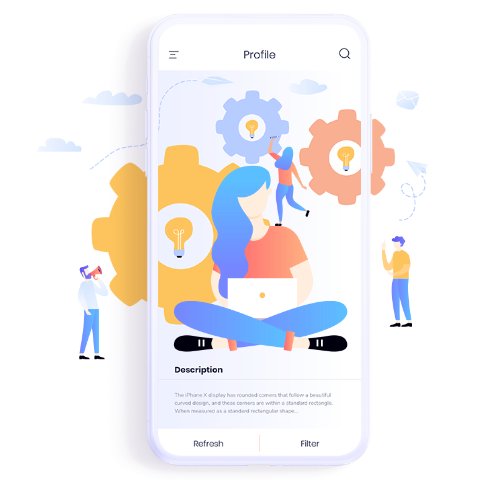 Profile
Description
The iPhone X display has rounded corners that follow a beautiful
curved design, and these corners are within a standard rectangle.
When measured as a standard rectangular shape...
Refresh
Filter